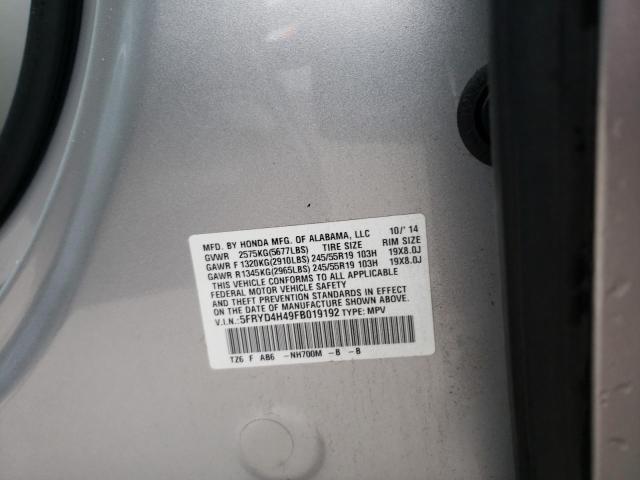 MFD. BY HONDA MFG. OF ALABAMA, LLC 10/'14
GVWR 2575KG(5677LBS) TIRE SIZE RIM SIZE
GAWR F 1320KG(2910LBS) 245/55R19 103H 19X8.0J
GAWR R1345KG(2965LBS) 245/55R19 103H 19X8.0J
THIS VEHICLE CONFORMS TO ALL APPLICABLE
FEDERAL MOTOR VEHICLE SAFETY
AND THEFT PREVENTION STANDARDS IN EFFECT ON
THE DATE OF MANUFACTURE SHOWN ABOVE.
V.I.N.:5FRYD4H49FB019192 TYPE: MPV
TZ6 F AB6 -NH700M -B -B